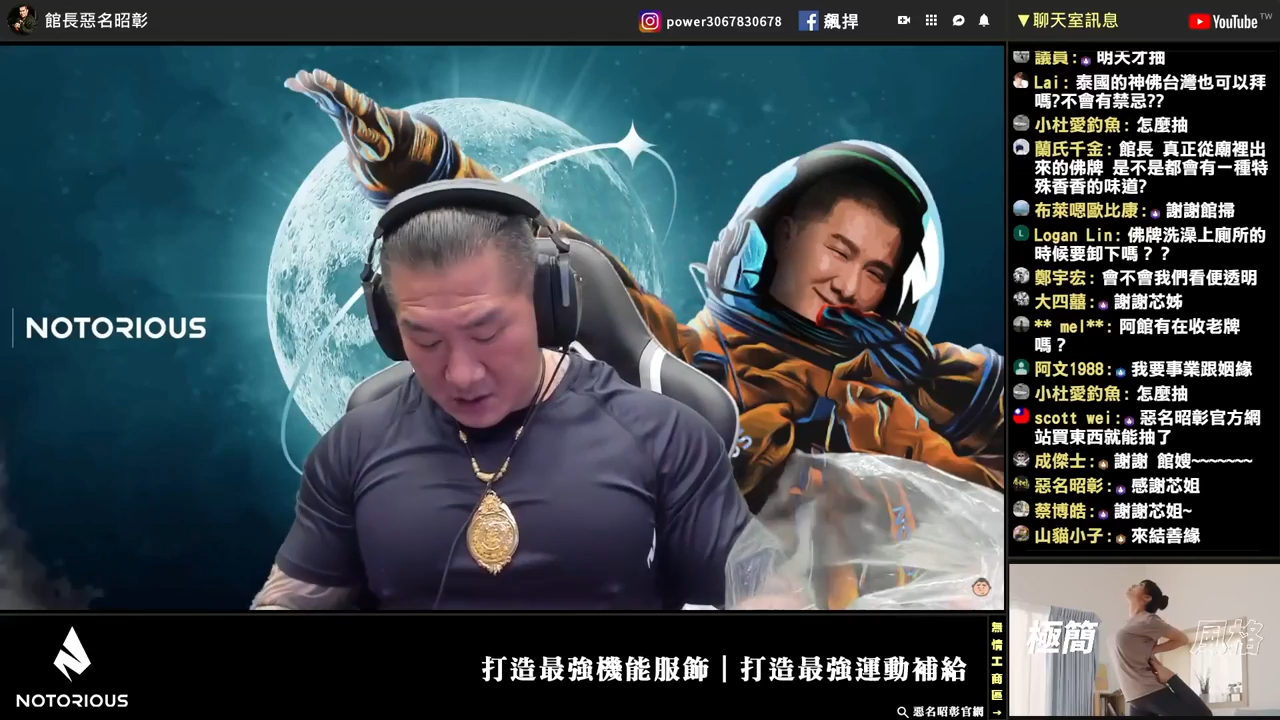 館長惡名昭彰
power3067830678
飆捍
▼聊天室訊息
YouTube TW
議員: 明天才抽
Lai: 泰國的神佛台灣也可以拜
嗎?不會有禁忌??
小杜愛釣魚: 怎麼抽
蘭氏千金: 館長 真正從廟裡出
來的佛牌 是不是都會有一種特
殊香香的味道?
布萊嗯歐比康: 謝謝館掃
Logan Lin: 佛牌洗澡上廁所的
時候要卸下嗎？？
鄭宇宏: 會不會我們看便透明
大四囍: 謝謝芯姊
** mel**: 阿館有在收老牌
嗎？
阿文1988: 我要事業跟姻緣
小杜愛釣魚: 怎麼抽
scott wei: 惡名昭彰官方網
站買東西就能抽了
成傑士: 謝謝 館嫂~~~~~~~
惡名昭彰: 感謝芯姐
蔡博皓: 謝謝芯姐~
山貓小子: 來結善緣
NOTORIOUS
極簡 風格
NOTORIOUS
打造最強機能服飾｜打造最強運動補給
無情工商區→
惡名昭彰官網